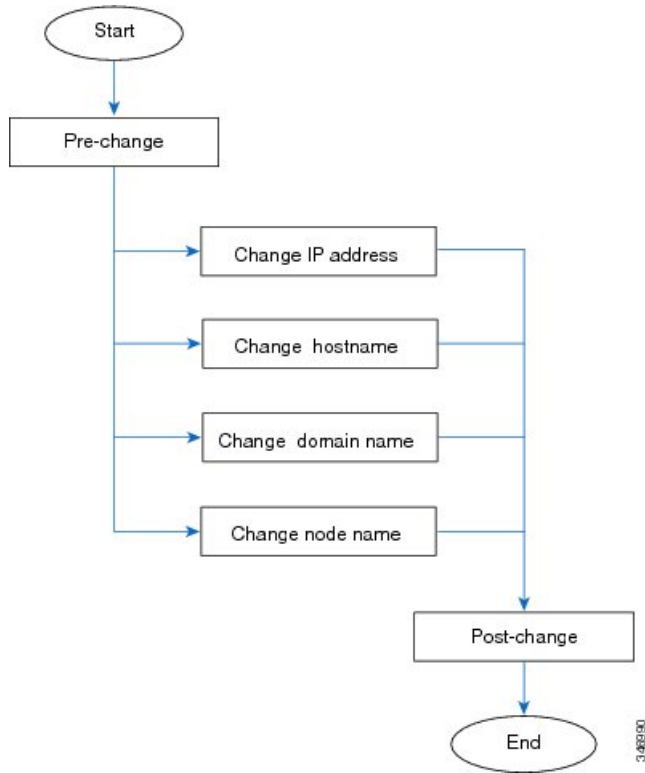 Start
Pre-change
Change IP address
Change hostname
Change domain name
Change node name
Post-change
End
346990